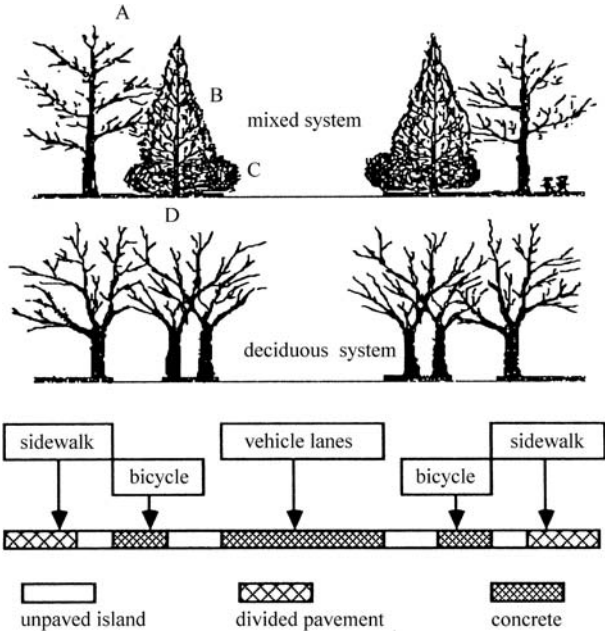 A
B
mixed system
C
D
deciduous system
sidewalk
vehicle lanes
sidewalk
bicycle
bicycle
unpaved island
divided pavement
concrete